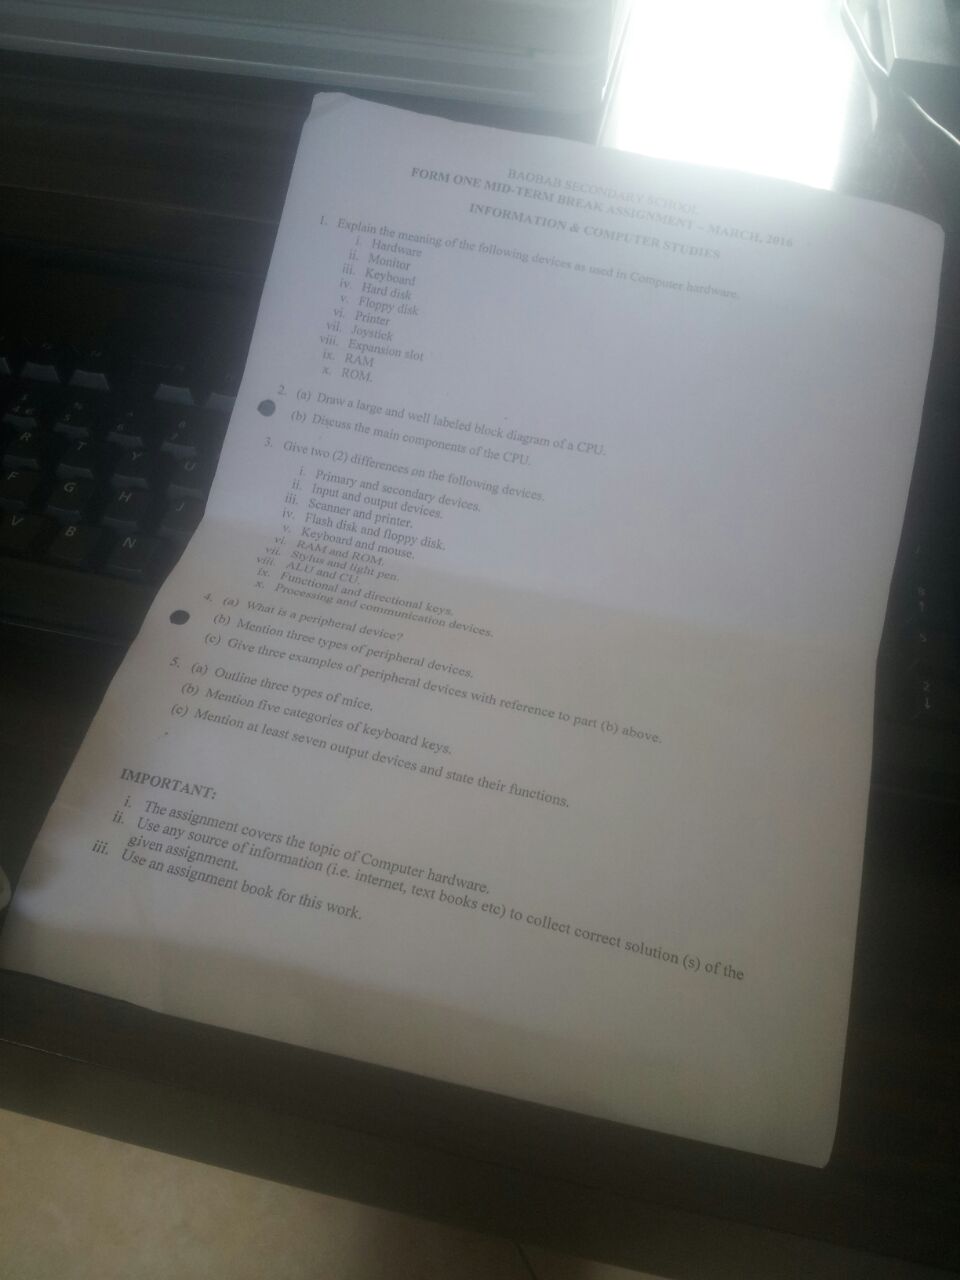 BAOBAB SECONDARY SCHOOL
FORM ONE MID-TERM BREAK ASSIGNMENT – MARCH, 2016
INFORMATION & COMPUTER STUDIES
1. Explain the meaning of the following devices as used in Computer hardware.
i. Hardware
ii. Monitor
iii. Keyboard
iv. Hard disk
v. Floppy disk
vi. Printer
vii. Joystick
viii. Expansion slot
ix. RAM
x. ROM.
2. (a) Draw a large and well labeled block diagram of a CPU.
(b) Discuss the main components of the CPU.
3. Give two (2) differences on the following devices.
i. Primary and secondary devices.
ii. Input and output devices.
iii. Scanner and printer.
iv. Flash disk and floppy disk.
v. Keyboard and mouse.
vi. RAM and ROM.
vii. Stylus and light pen.
viii. ALU and CU.
ix. Functional and directional keys.
x. Processing and communication devices.
4. (a) What is a peripheral device?
(b) Mention three types of peripheral devices.
(c) Give three examples of peripheral devices with reference to part (b) above.
5. (a) Outline three types of mice.
(b) Mention five categories of keyboard keys.
(c) Mention at least seven output devices and state their functions.
IMPORTANT:
i. The assignment covers the topic of Computer hardware.
ii. Use any source of information (i.e. internet, text books etc) to collect correct solution (s) of the
given assignment.
iii. Use an assignment book for this work.
R T Y U
F G H J
V B N